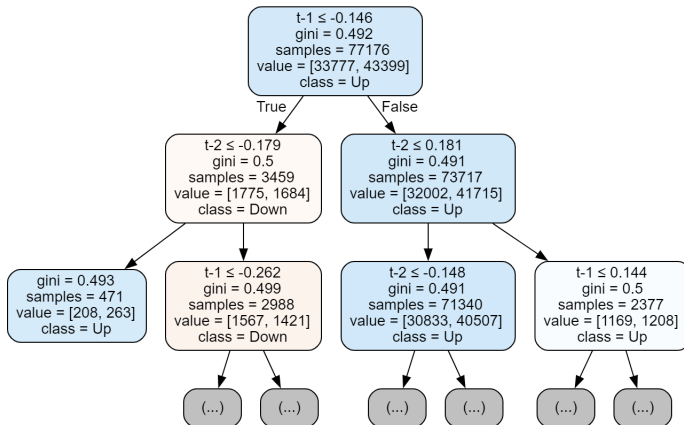 t-1 ≤ -0.146
gini = 0.492
samples = 77176
value = [33777, 43399]
class = Up
True
False
t-2 ≤ -0.179
gini = 0.5
samples = 3459
value = [1775, 1684]
class = Down
t-2 ≤ 0.181
gini = 0.491
samples = 73717
value = [32002, 41715]
class = Up
gini = 0.493
samples = 471
value = [208, 263]
class = Up
t-1 ≤ -0.262
gini = 0.499
samples = 2988
value = [1567, 1421]
class = Down
t-2 ≤ -0.148
gini = 0.491
samples = 71340
value = [30833, 40507]
class = Up
t-1 ≤ 0.144
gini = 0.5
samples = 2377
value = [1169, 1208]
class = Up
(...)
(...)
(...)
(...)
(...)
(...)